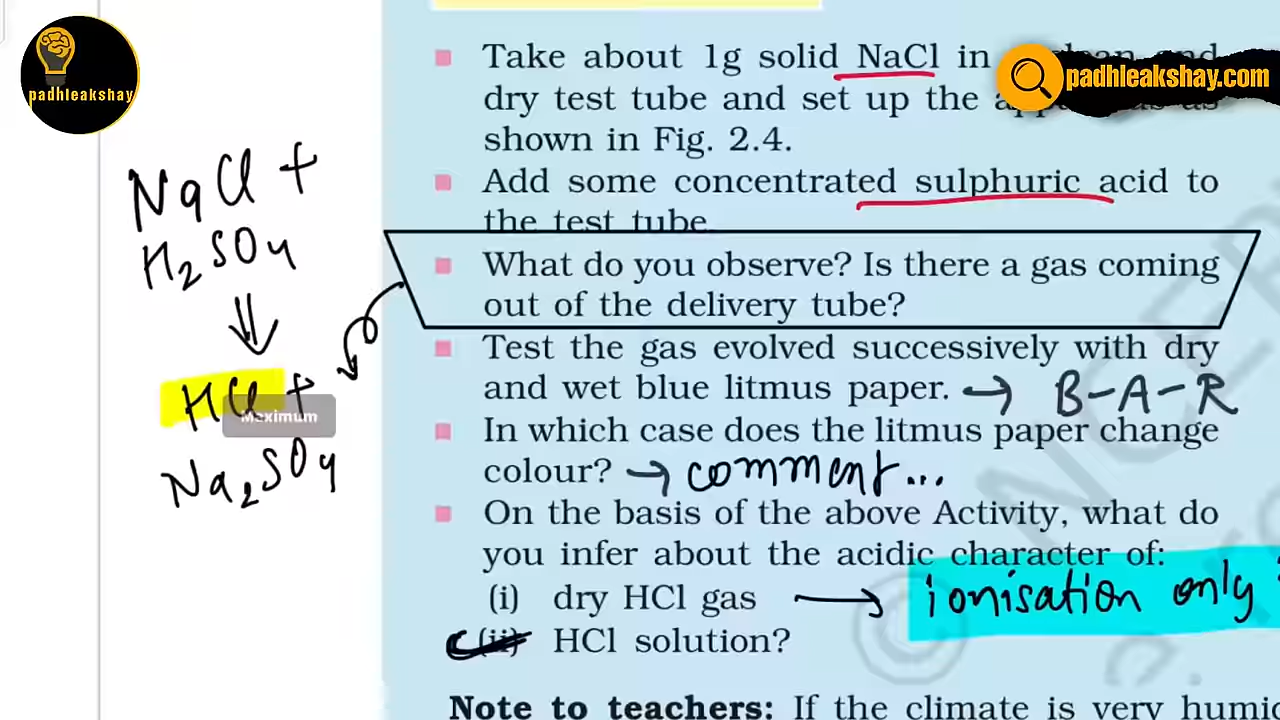 padhleakshay
padhleakshay.com
Take about 1g solid NaCl in clean and
dry test tube and set up the as
shown in Fig. 2.4.
Add some concentrated sulphuric acid to
the test tube.
What do you observe? Is there a gas coming
out of the delivery tube?
Test the gas evolved successively with dry
and wet blue litmus paper. → B-A-R
In which case does the litmus paper change
colour? → comment...
On the basis of the above Activity, what do
you infer about the acidic character of:
(i) dry HCl gas → ionisation only
(ii) HCl solution?
Note to teachers: If the climate is very
NaCl +
H2SO4
⇓
HCl +
Maximum
Na2SO4
NCE